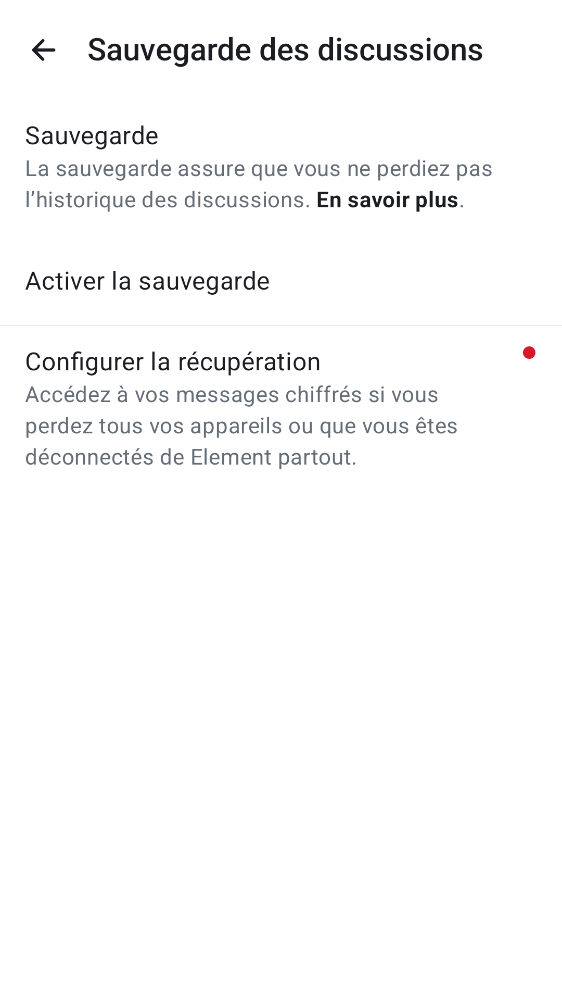 Sauvegarde des discussions
Sauvegarde
La sauvegarde assure que vous ne perdiez pas
l’historique des discussions. En savoir plus.
Activer la sauvegarde
Configurer la récupération
Accédez à vos messages chiffrés si vous
perdez tous vos appareils ou que vous êtes
déconnectés de Element partout.